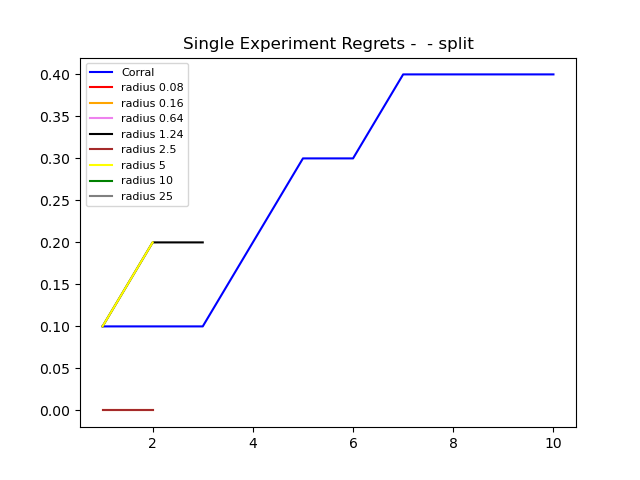 Single Experiment Regrets -  - split
Corral
radius 0.08
radius 0.16
radius 0.64
radius 1.24
radius 2.5
radius 5
radius 10
radius 25
0.40
0.35
0.30
0.25
0.20
0.15
0.10
0.05
0.00
2 4 6 8 10